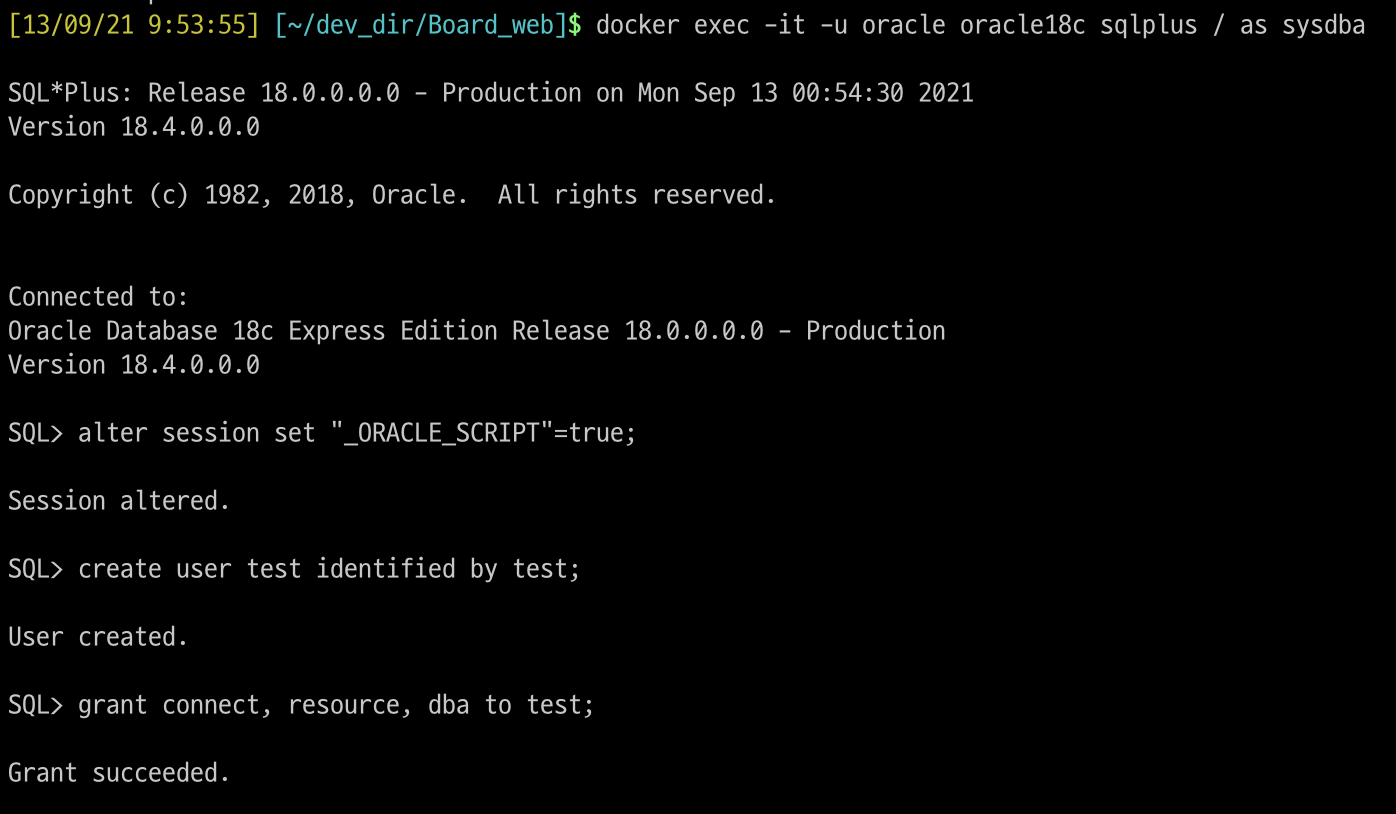 [13/09/21 9:53:55] [~/dev_dir/Board_web]$ docker exec -it -u oracle oracle18c sqlplus / as sysdba
SQL*Plus: Release 18.0.0.0.0 - Production on Mon Sep 13 00:54:30 2021
Version 18.4.0.0.0
Copyright (c) 1982, 2018, Oracle.  All rights reserved.
Connected to:
Oracle Database 18c Express Edition Release 18.0.0.0.0 - Production
Version 18.4.0.0.0
SQL> alter session set "_ORACLE_SCRIPT"=true;
Session altered.
SQL> create user test identified by test;
User created.
SQL> grant connect, resource, dba to test;
Grant succeeded.